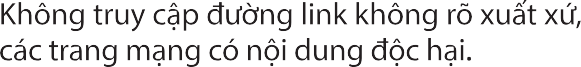 Không truy cập đường link không rõ xuất xứ,
các trang mạng có nội dung độc hại.